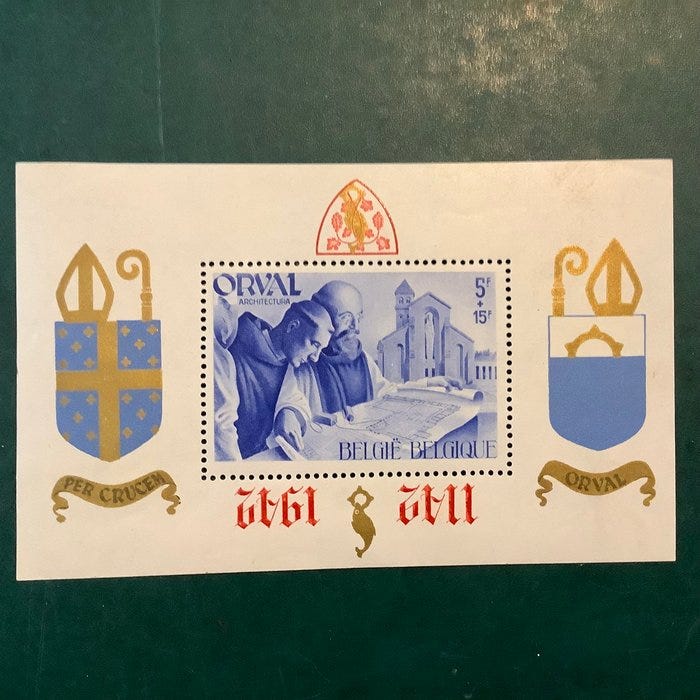 ORVAL
ARCHITECTURA
5F
+
15F
BELGIË BELGIQUE
PER CRUCEM
ORVAL
1142 1942